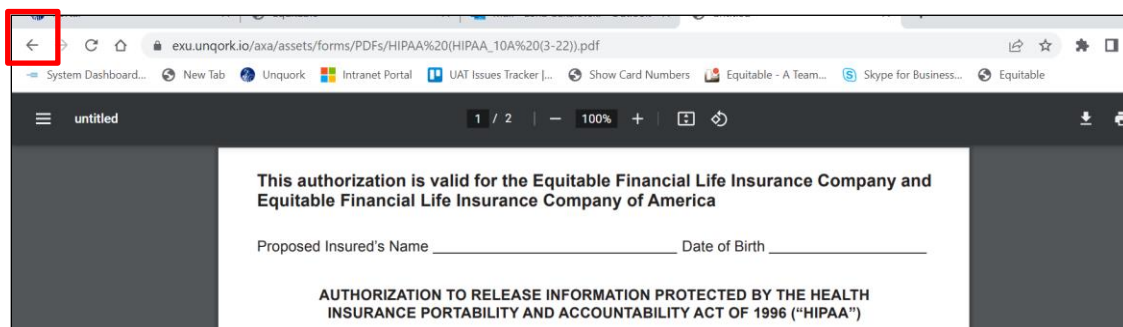 exu.unqork.io/axa/assets/forms/PDFs/HIPAA%20(HIPAA_10A%20(3-22)).pdf
System Dashboard... New Tab Unquork Intranet Portal UAT Issues Tracker |... Show Card Numbers Equitable - A Team... Skype for Business... Equitable
untitled 1 / 2 | − 100% + |
This authorization is valid for the Equitable Financial Life Insurance Company and
Equitable Financial Life Insurance Company of America
Proposed Insured's Name Date of Birth
AUTHORIZATION TO RELEASE INFORMATION PROTECTED BY THE HEALTH
INSURANCE PORTABILITY AND ACCOUNTABILITY ACT OF 1996 ("HIPAA")